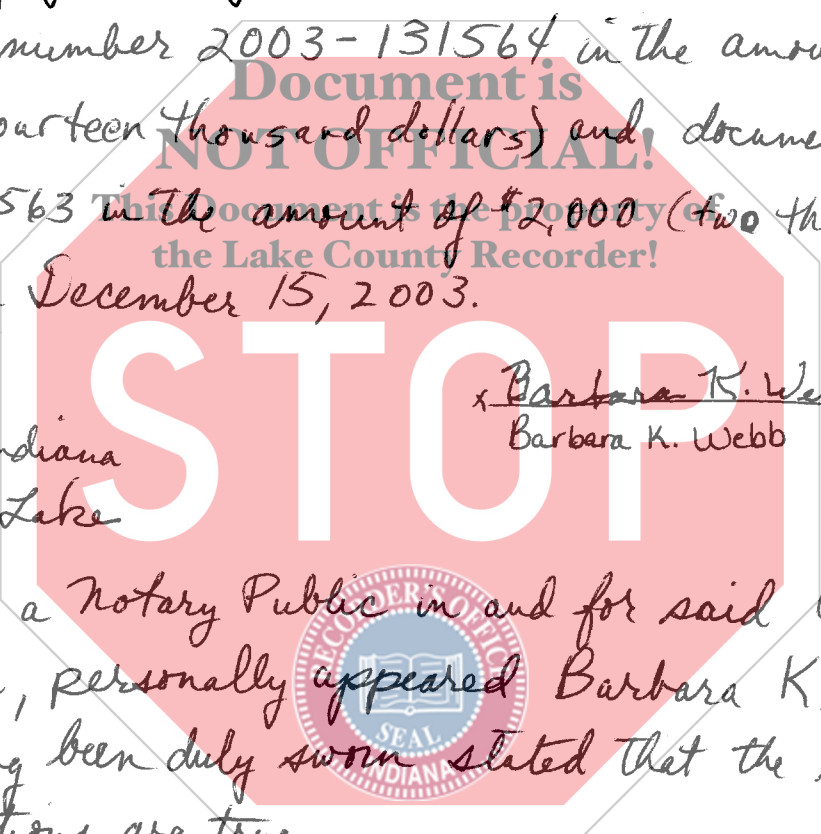 number 2003-131564 in the amou
Document is
ourteen thousand dollars) and docume
NOT OFFICIAL!
563 in the amount of $2,000 (two th
This Document is the property of
the Lake County Recorder!
December 15, 2003.
STOP
x Barbara K. We
Barbara K. Webb
ndiana
Lake
a Notary Public in and for said
RECORDER'S OFFICE
, personally appeared Barbara K.
SEAL
g been duly sworn stated that the
INDIANA
tions are true